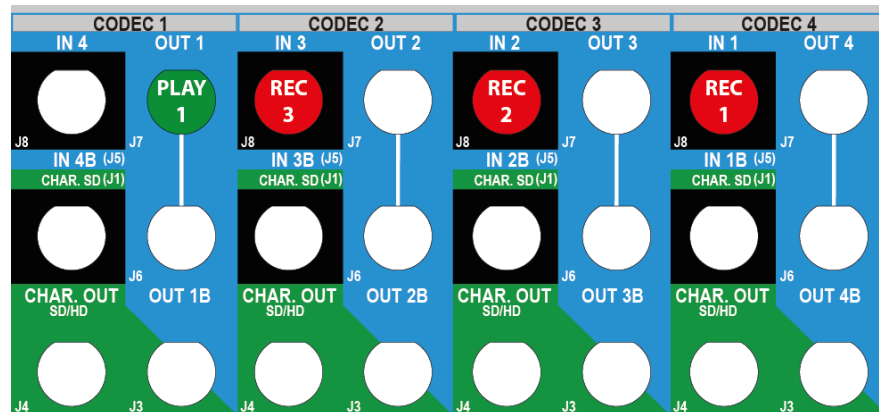 CODEC 1 CODEC 2 CODEC 3 CODEC 4
IN 4 OUT 1 IN 3 OUT 2 IN 2 OUT 3 IN 1 OUT 4
PLAY REC REC REC
1 3 2 1
J8 J7 J8 J7 J8 J7 J8 J7
IN 4B (J5) IN 3B (J5) IN 2B (J5) IN 1B (J5)
CHAR. SD (J1) CHAR. SD (J1) CHAR. SD (J1) CHAR. SD (J1)
J6 J6 J6 J6
CHAR. OUT OUT 1B CHAR. OUT OUT 2B CHAR. OUT OUT 3B CHAR. OUT OUT 4B
SD/HD SD/HD SD/HD SD/HD
J4 J3 J4 J3 J4 J3 J4 J3